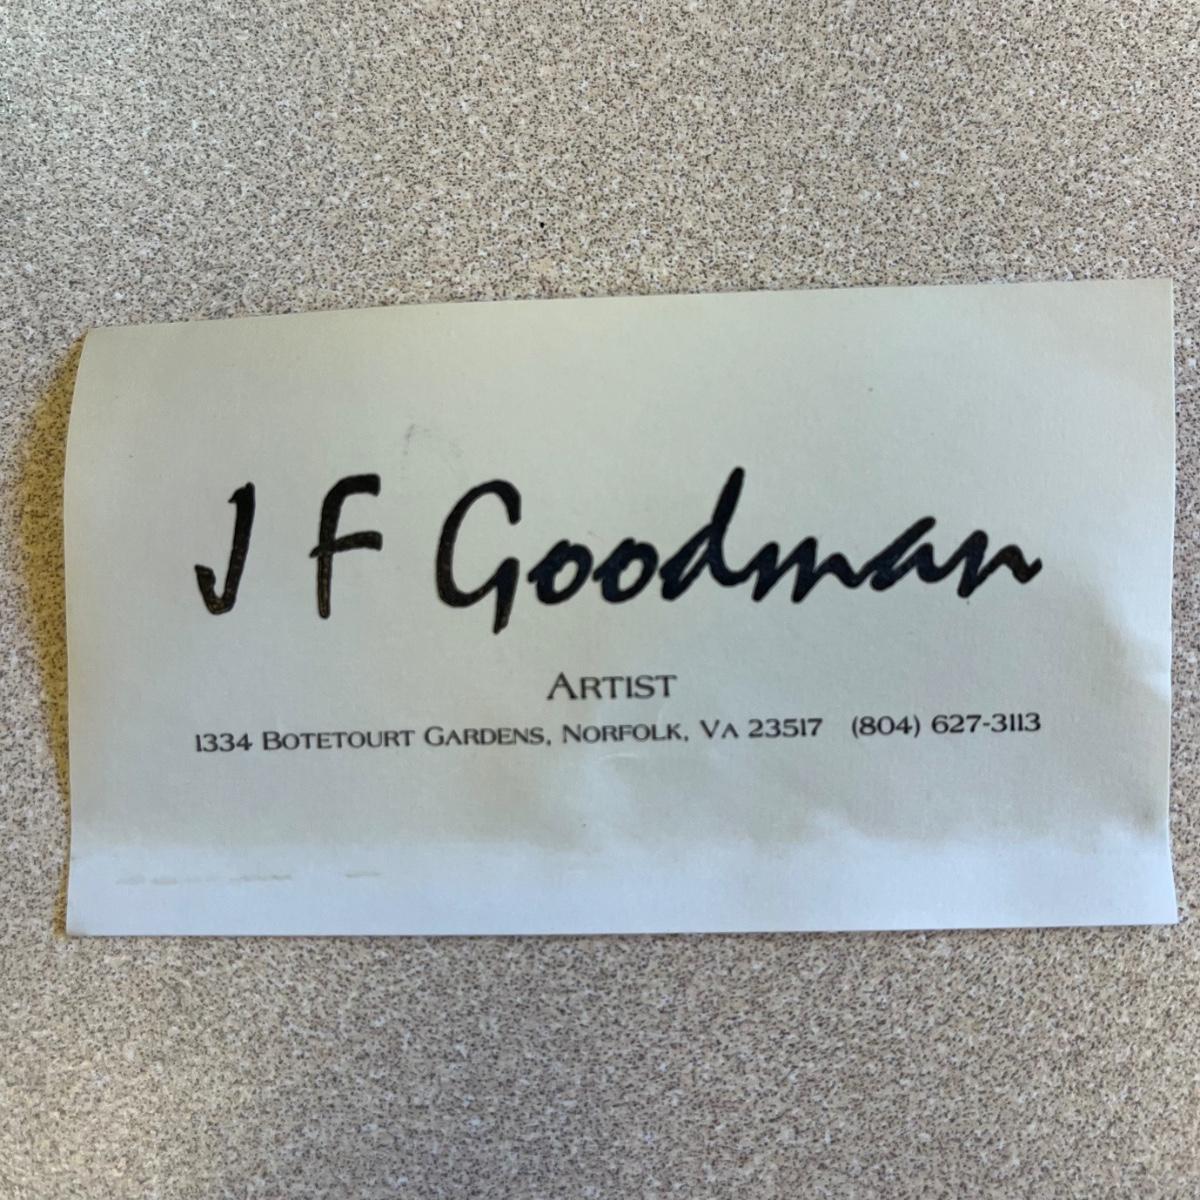 J F Goodman
ARTIST
1334 BOTETOURT GARDENS, NORFOLK, VA 23517 (804) 627-3113